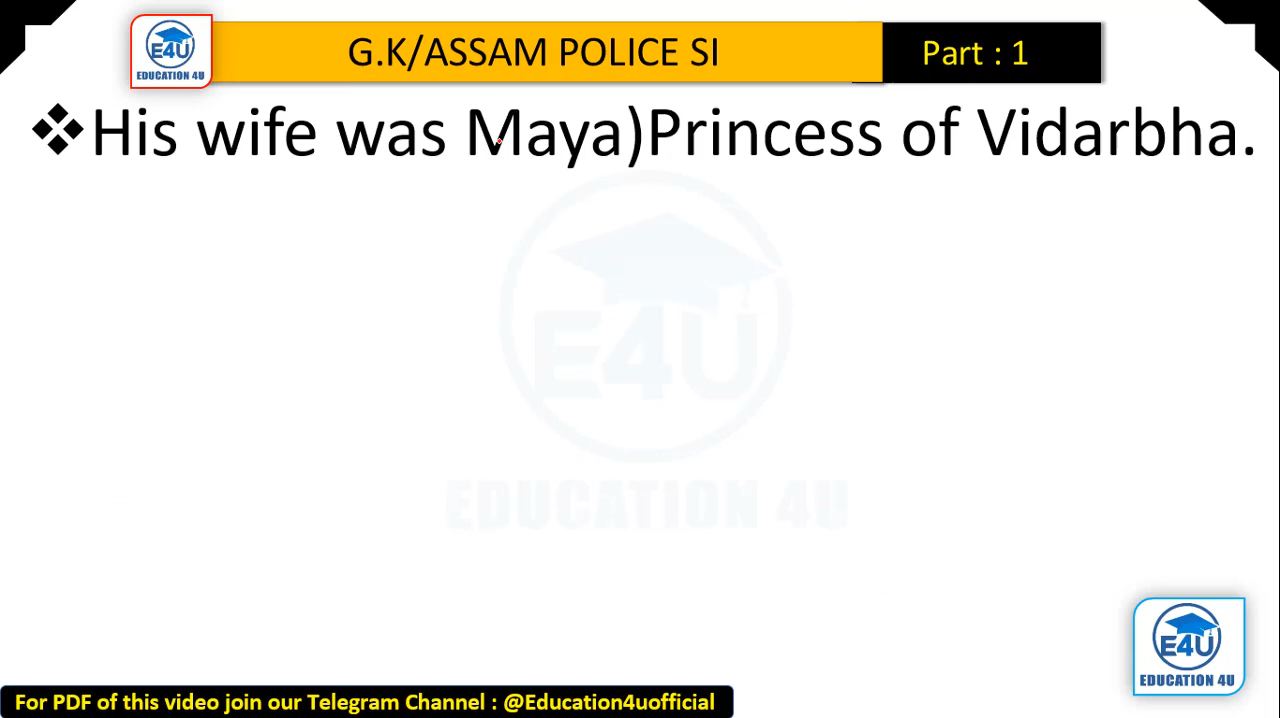 E4U
EDUCATION 4U
G.K/ASSAM POLICE SI
Part : 1
❖His wife was Maya)Princess of Vidarbha.
E4U
EDUCATION 4U
E4U
EDUCATION 4U
For PDF of this video join our Telegram Channel : @Education4uofficial